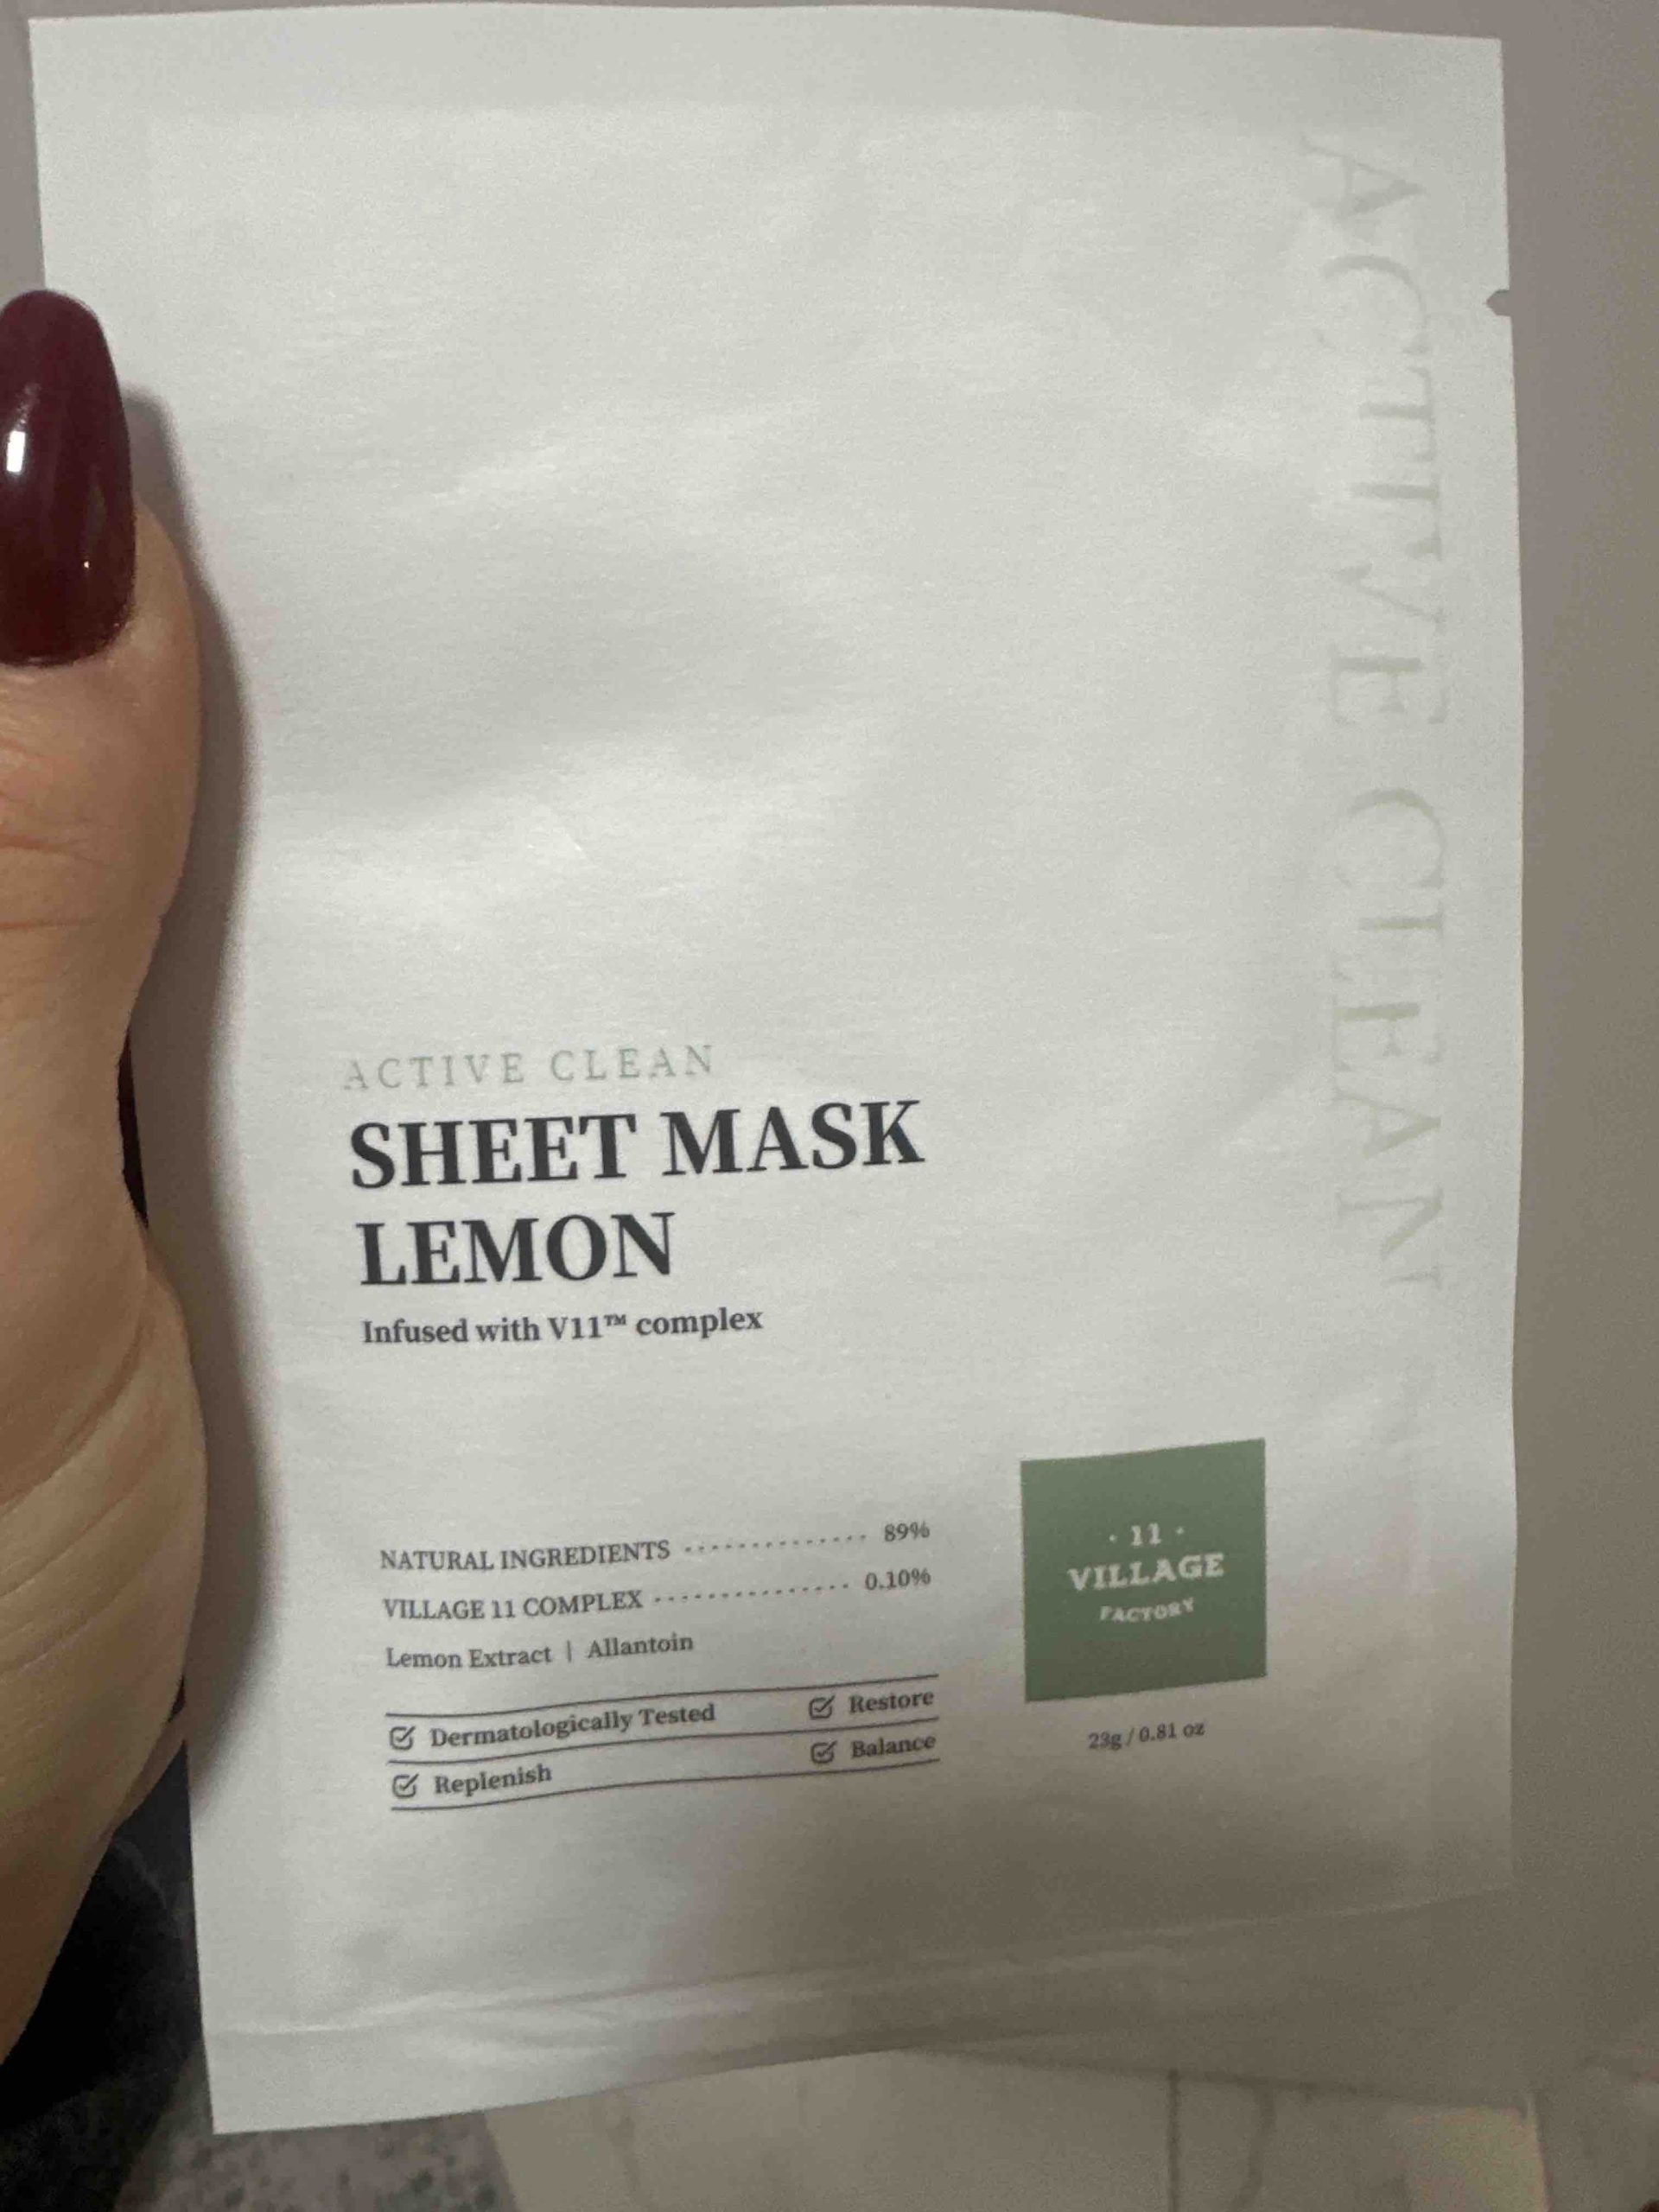 ACTIVE CLEAN
ACTIVE CLEAN
SHEET MASK
LEMON
Infused with V11™ complex
NATURAL INGREDIENTS ·············· 89%
VILLAGE 11 COMPLEX ················ 0.10%
Lemon Extract | Allantoin
Dermatologically Tested Restore
Replenish Balance
· 11 ·
VILLAGE
FACTORY
23g / 0.81 oz